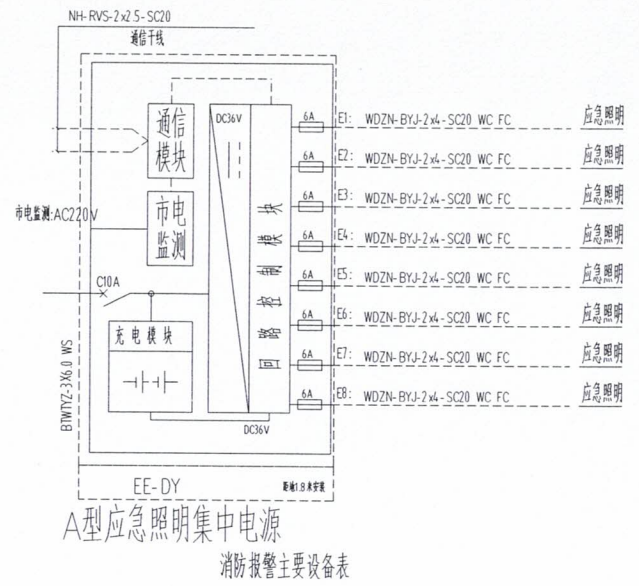 NH-RVS-2x2.5-SC20
通信干线
通信
模块
DC36V
市电监测:AC220V
市电
监测
C10A
充电模块
BTWTYZ-3X6.0 WS
回路控制模块
DC36V
6A E1: WDZN-BYJ-2x4-SC20 WC FC 应急照明
6A E2: WDZN-BYJ-2x4-SC20 WC FC 应急照明
6A E3: WDZN-BYJ-2x4-SC20 WC FC 应急照明
6A E4: WDZN-BYJ-2x4-SC20 WC FC 应急照明
6A E5: WDZN-BYJ-2x4-SC20 WC FC 应急照明
6A E6: WDZN-BYJ-2x4-SC20 WC FC 应急照明
6A E7: WDZN-BYJ-2x4-SC20 WC FC 应急照明
6A E8: WDZN-BYJ-2x4-SC20 WC FC 应急照明
EE-DY
距地1.8米安装
A型应急照明集中电源
消防报警主要设备表